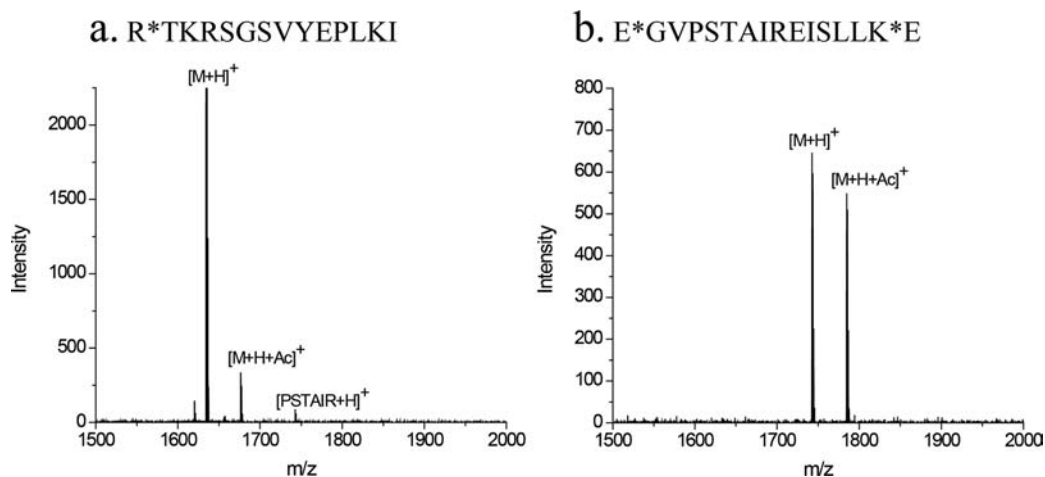 a. R*TKRSGSVYEPLKI
[M+H]+
2000
1500
1000
500
0
Intensity
[M+H+Ac]+
[PSTAIR+H]+
1500 1600 1700 1800 1900 2000
m/z
b. E*GVPSTAIREISLLK*E
800
700
600
500
400
300
200
100
0
Intensity
[M+H]+
[M+H+Ac]+
1500 1600 1700 1800 1900 2000
m/z